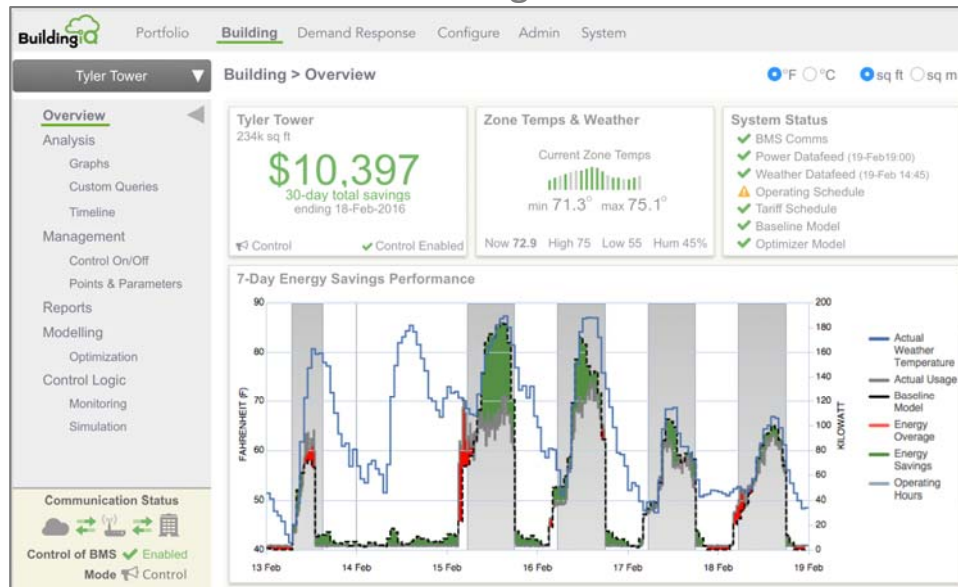 BuildingIQ
Portfolio Building Demand Response Configure Admin System
Tyler Tower
Building > Overview
°F °C sq ft sq m
Overview
Analysis
Graphs
Custom Queries
Timeline
Management
Control On/Off
Points & Parameters
Reports
Modelling
Optimization
Control Logic
Monitoring
Simulation
Communication Status
Control of BMS Enabled
Mode Control
Tyler Tower
234k sq ft
$10,397
30-day total savings
ending 18-Feb-2016
Control Control Enabled
Zone Temps & Weather
Current Zone Temps
min 71.3° max 75.1°
Now 72.9 High 75 Low 55 Hum 45%
System Status
BMS Comms
Power Datafeed (19-Feb19:00)
Weather Datafeed (19-Feb 14:45)
Operating Schedule
Tariff Schedule
Baseline Model
Optimizer Model
7-Day Energy Savings Performance
FAHRENHEIT (F)
90
80
70
60
50
40
13 Feb 14 Feb 15 Feb 16 Feb 17 Feb 18 Feb 19 Feb
200
180
160
140
120
100
80
60
40
20
0
KILOWATT
Actual
Weather
Temperature
Actual Usage
Baseline
Model
Energy
Overage
Energy
Savings
Operating
Hours